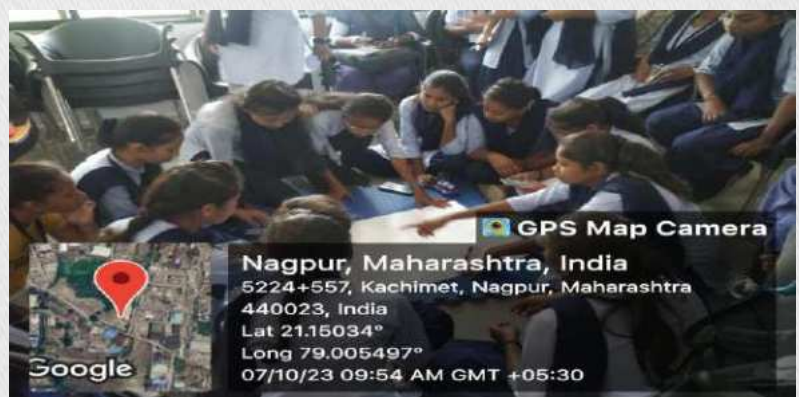 GPS Map Camera
Nagpur, Maharashtra, India
5224+557, Kachimet, Nagpur, Maharashtra
440023, India
Lat 21.15034°
Long 79.005497°
07/10/23 09:54 AM GMT +05:30
Google